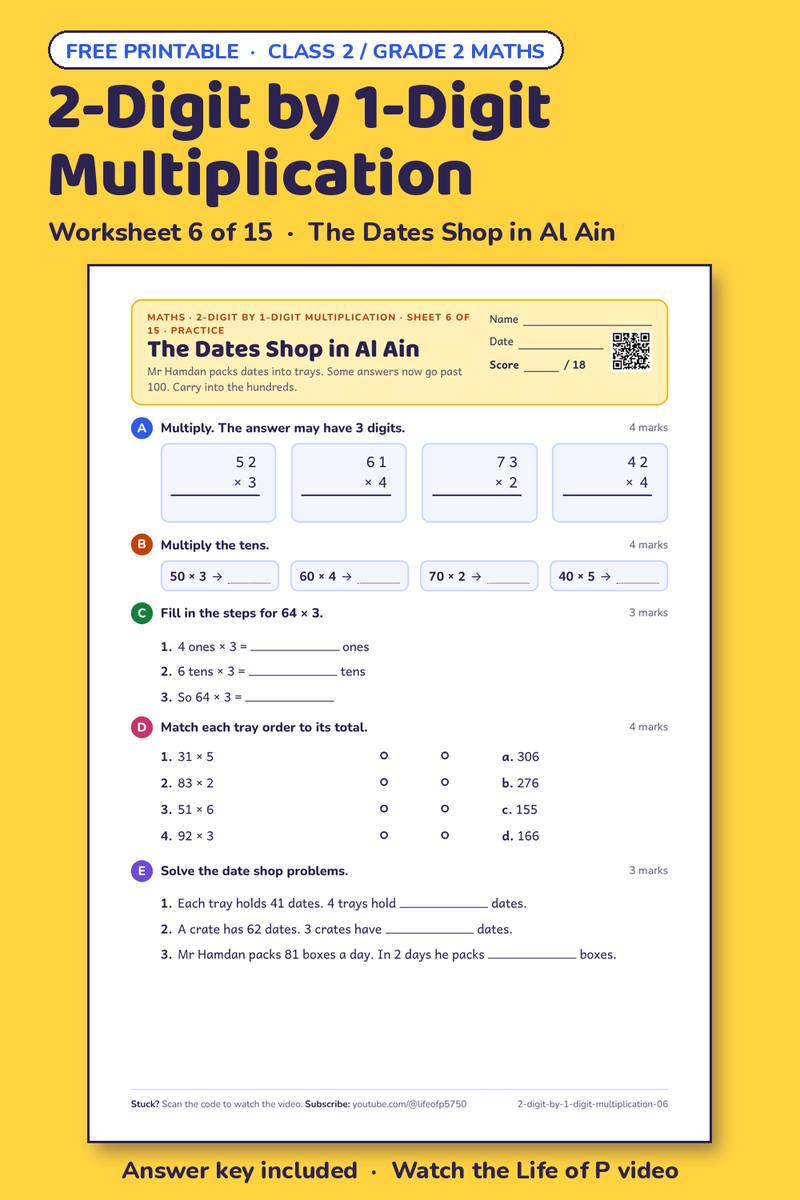 FREE PRINTABLE · CLASS 2 / GRADE 2 MATHS
2-Digit by 1-Digit
Multiplication
Worksheet 6 of 15 · The Dates Shop in Al Ain
MATHS · 2-DIGIT BY 1-DIGIT MULTIPLICATION · SHEET 6 OF
15 · PRACTICE
The Dates Shop in Al Ain
Mr Hamdan packs dates into trays. Some answers now go past
100. Carry into the hundreds.
Name
Date
Score / 18
A Multiply. The answer may have 3 digits. 4 marks
5 2 6 1 7 3 4 2
× 3 × 4 × 2 × 4
B Multiply the tens. 4 marks
50 × 3 → 60 × 4 → 70 × 2 → 40 × 5 →
C Fill in the steps for 64 × 3. 3 marks
1. 4 ones × 3 = ones
2. 6 tens × 3 = tens
3. So 64 × 3 =
D Match each tray order to its total. 4 marks
1. 31 × 5 a. 306
2. 83 × 2 b. 276
3. 51 × 6 c. 155
4. 92 × 3 d. 166
E Solve the date shop problems. 3 marks
1. Each tray holds 41 dates. 4 trays hold dates.
2. A crate has 62 dates. 3 crates have dates.
3. Mr Hamdan packs 81 boxes a day. In 2 days he packs boxes.
Stuck? Scan the code to watch the video. Subscribe: youtube.com/@lifeofp5750 2-digit-by-1-digit-multiplication-06
Answer key included · Watch the Life of P video